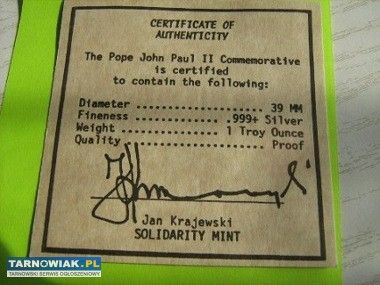 CERTIFICATE OF
AUTHENTICITY
The Pope John Paul II Commemorative
is certified
to contain the following:
Diameter .................. 39 MM
Fineness ............ .999+ Silver
Weight ............ 1 Troy Ounce
Quality ..................... Proof
Jan Krajewski
SOLIDARITY MINT
TARNOWIAK.PL
TARNOWSKI SERWIS OGŁOSZENIOWY